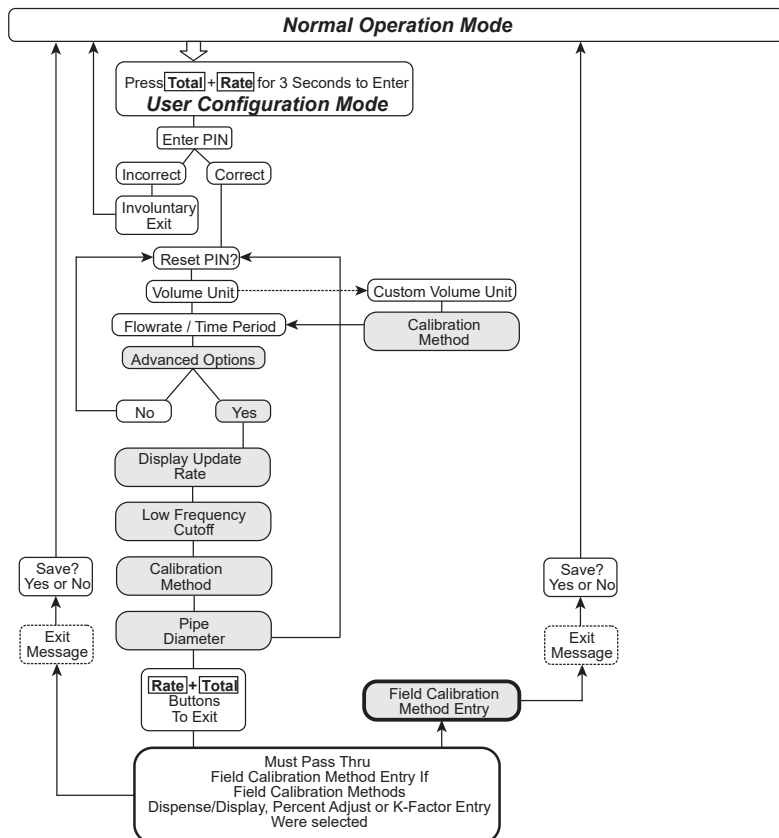 Normal Operation Mode
Press Total + Rate for 3 Seconds to Enter
User Configuration Mode
Enter PIN
Incorrect
Correct
Involuntary
Exit
Reset PIN?
Volume Unit
Custom Volume Unit
Flowrate / Time Period
Calibration
Method
Advanced Options
No
Yes
Display Update
Rate
Low Frequency
Cutoff
Calibration
Method
Save?
Yes or No
Save?
Yes or No
Pipe
Diameter
Exit
Message
Exit
Message
Rate + Total
Buttons
To Exit
Field Calibration
Method Entry
Must Pass Thru
Field Calibration Method Entry If
Field Calibration Methods
Dispense/Display, Percent Adjust or K-Factor Entry
Were selected